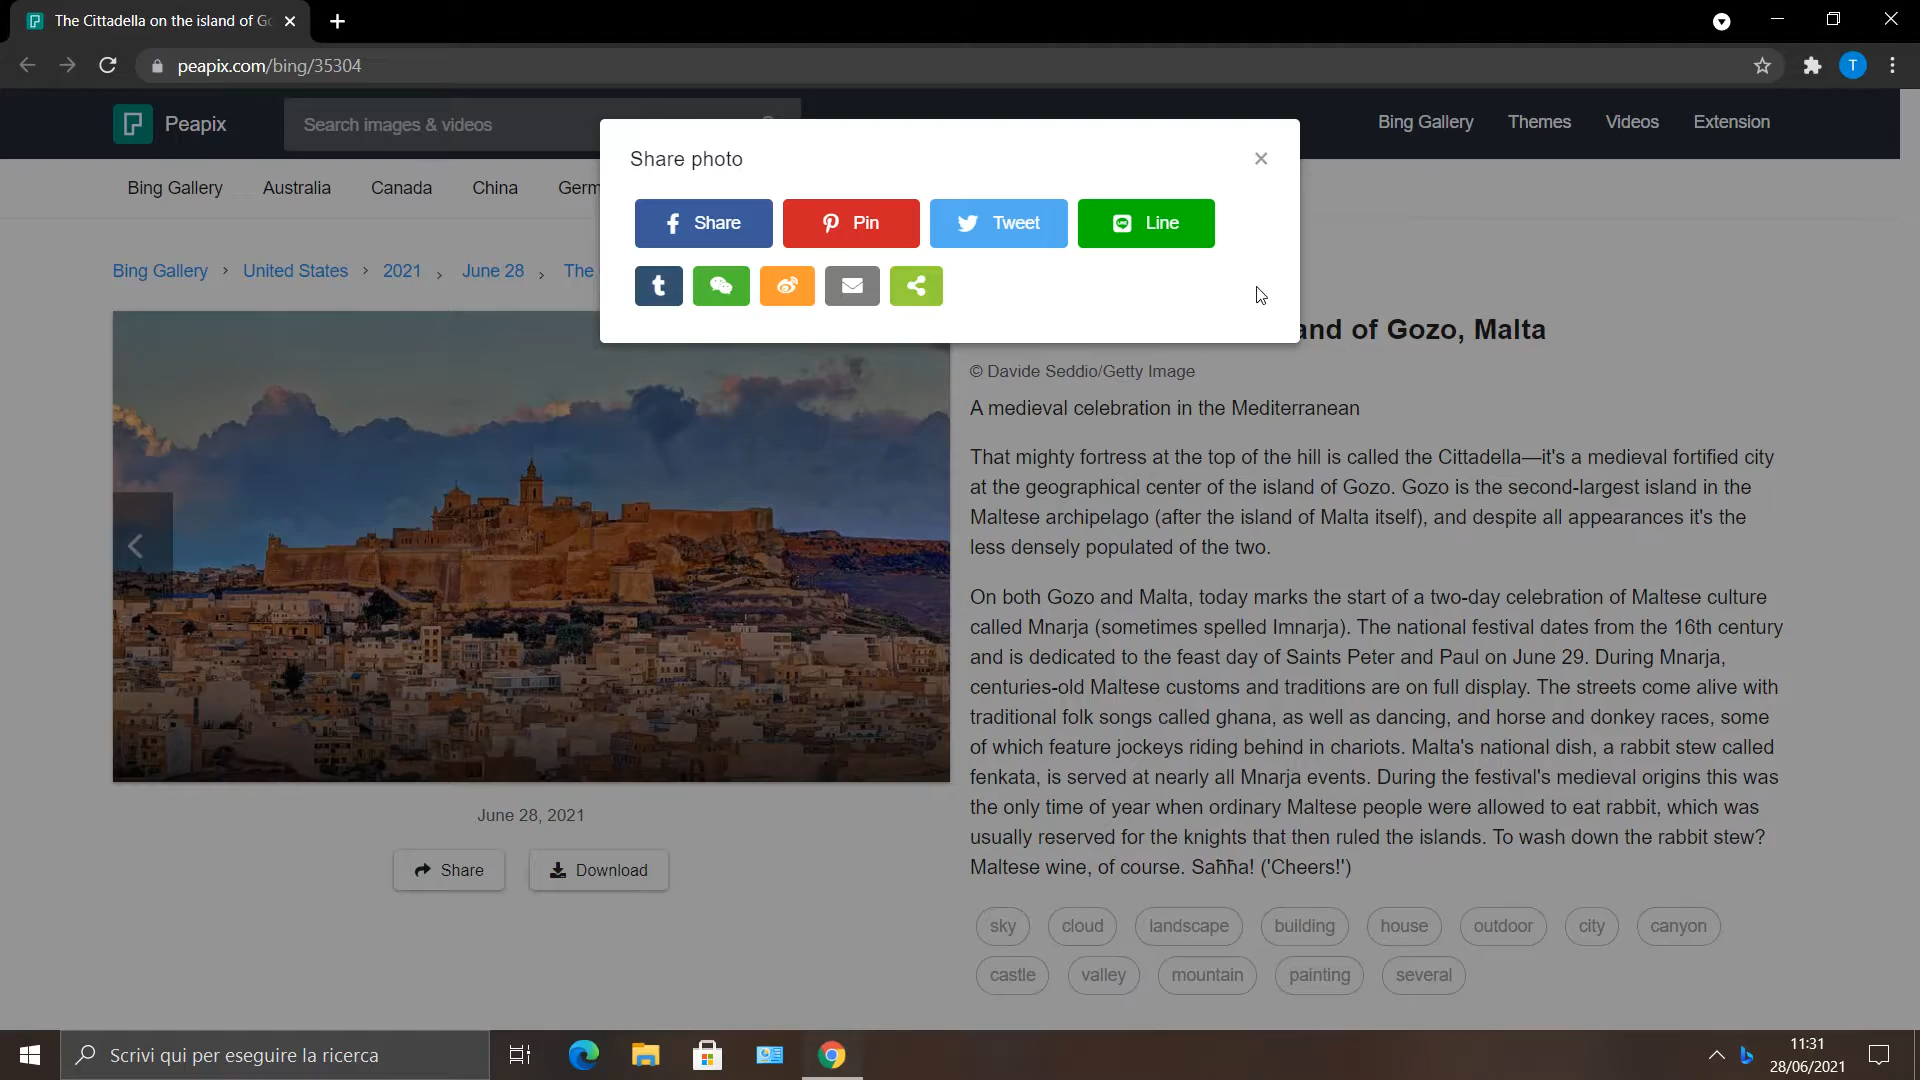 The Cittadella on the island of Go
peapix.com/bing/35304
T
Peapix
Search images & videos
Bing Gallery Themes Videos Extension
Share photo
Bing Gallery Australia Canada China Germ
Share Pin Tweet Line
Bing Gallery > United States > 2021 > June 28 > The
and of Gozo, Malta
© Davide Seddio/Getty Image
A medieval celebration in the Mediterranean
That mighty fortress at the top of the hill is called the Cittadella—it's a medieval fortified city
at the geographical center of the island of Gozo. Gozo is the second-largest island in the
Maltese archipelago (after the island of Malta itself), and despite all appearances it's the
less densely populated of the two.
On both Gozo and Malta, today marks the start of a two-day celebration of Maltese culture
called Mnarja (sometimes spelled Imnarja). The national festival dates from the 16th century
and is dedicated to the feast day of Saints Peter and Paul on June 29. During Mnarja,
centuries-old Maltese customs and traditions are on full display. The streets come alive with
traditional folk songs called ghana, as well as dancing, and horse and donkey races, some
of which feature jockeys riding behind in chariots. Malta's national dish, a rabbit stew called
fenkata, is served at nearly all Mnarja events. During the festival's medieval origins this was
the only time of year when ordinary Maltese people were allowed to eat rabbit, which was
usually reserved for the knights that then ruled the islands. To wash down the rabbit stew?
Maltese wine, of course. Saħħa! ('Cheers!')
June 28, 2021
Share Download
sky cloud landscape building house outdoor city canyon
castle valley mountain painting several
Scrivi qui per eseguire la ricerca
11:31
28/06/2021